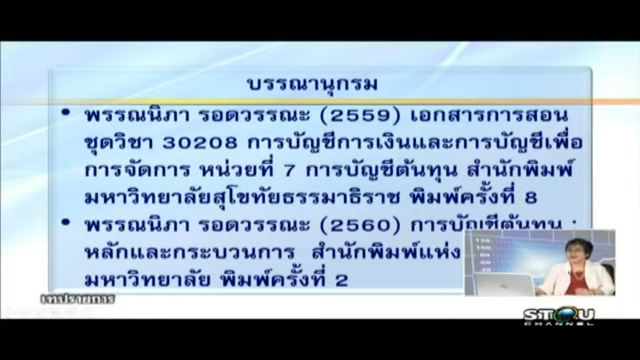 บรรณานุกรม
• พรรณนิภา รอดวรรณะ (2559) เอกสารการสอน
ชุดวิชา 30208 การบัญชีการเงินและการบัญชีเพื่อ
การจัดการ หน่วยที่ 7 การบัญชีต้นทุน สำนักพิมพ์
มหาวิทยาลัยสุโขทัยธรรมาธิราช พิมพ์ครั้งที่ 8
• พรรณนิภา รอดวรรณะ (2560) การบัญชีต้นทุน :
หลักและกระบวนการ สำนักพิมพ์แห่ง
มหาวิทยาลัย พิมพ์ครั้งที่ 2
เทปรายการ
STOU
CHANNEL